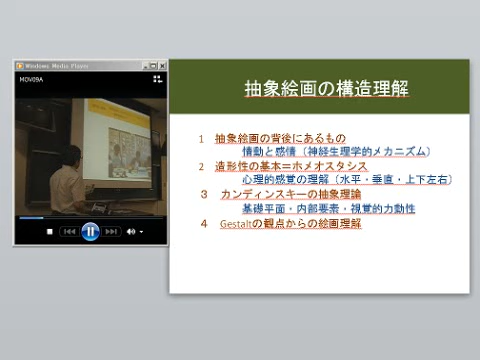 Windows Media Player
MOV09A
抽象絵画の構造理解
1 抽象絵画の背後にあるもの
情動と感情（神経生理学的メカニズム）
2 造形性の基本＝ホメオスタシス
心理的感覚の理解（水平・垂直・上下左右）
3 カンディンスキーの抽象理論
基礎平面・内部要素・視覚的力動性
4 Gestaltの観点からの絵画理解